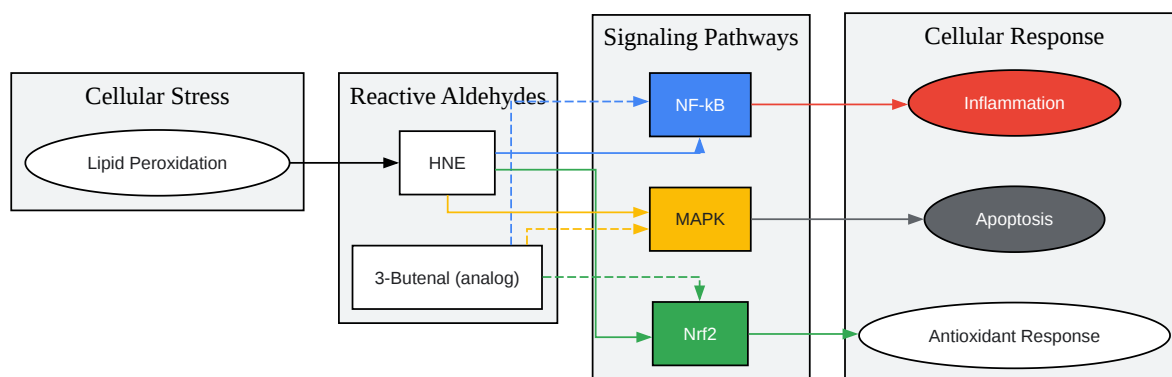 Cellular Stress
Lipid Peroxidation
Reactive Aldehydes
HNE
3-Butenal (analog)
Signaling Pathways
NF-kB
MAPK
Nrf2
Cellular Response
Inflammation
Apoptosis
Antioxidant Response